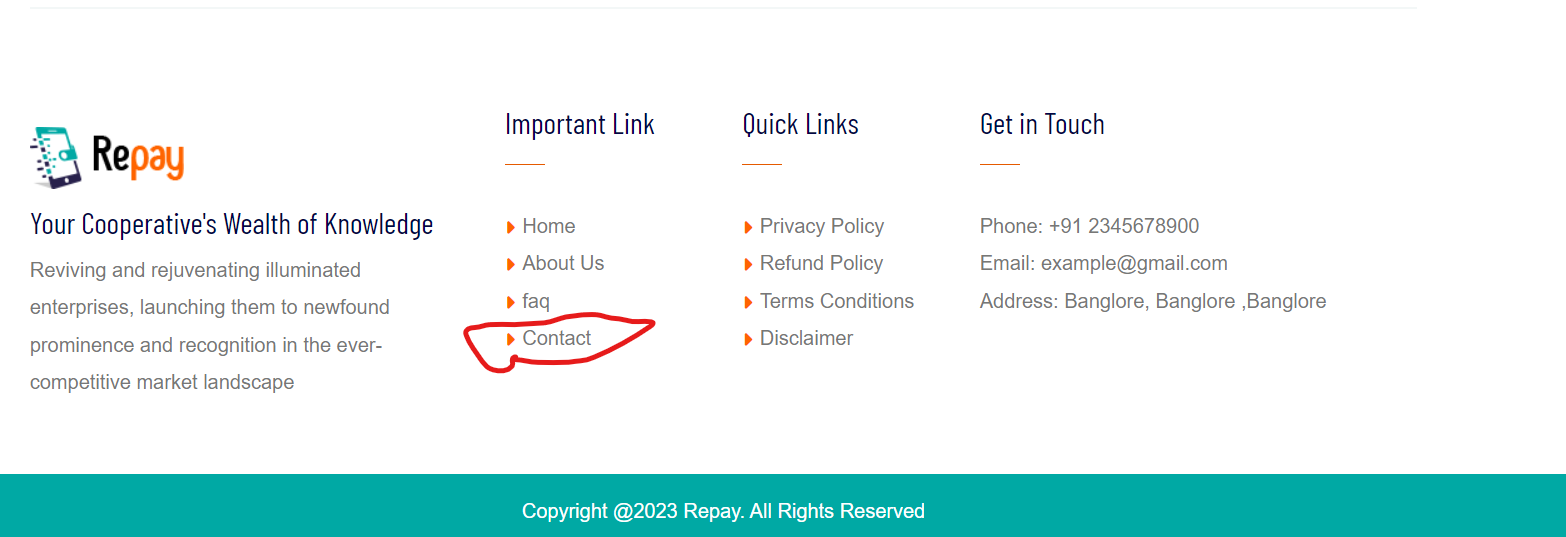 Repay
Your Cooperative's Wealth of Knowledge
Reviving and rejuvenating illuminated
enterprises, launching them to newfound
prominence and recognition in the ever-
competitive market landscape
Important Link
Home
About Us
faq
Contact
Quick Links
Privacy Policy
Refund Policy
Terms Conditions
Disclaimer
Get in Touch
Phone: +91 2345678900
Email: example@gmail.com
Address: Banglore, Banglore ,Banglore
Copyright @2023 Repay. All Rights Reserved